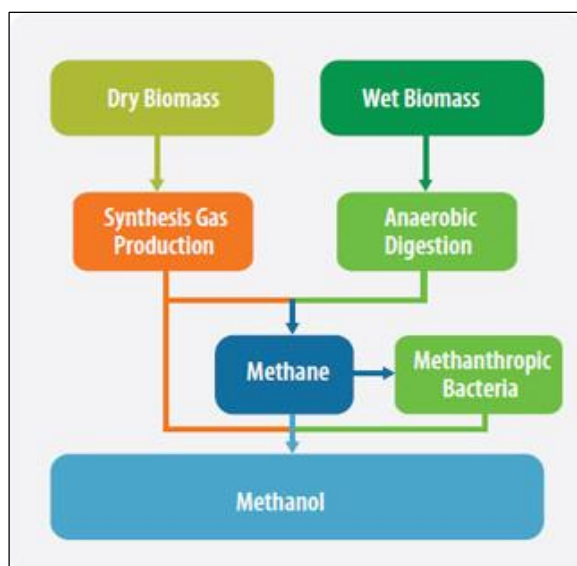 Dry Biomass
Wet Biomass
Synthesis Gas
Production
Anaerobic
Digestion
Methane
Methanthropic
Bacteria
Methanol